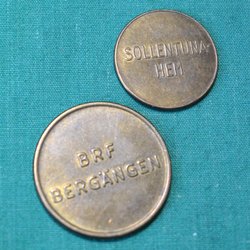 SOLLENTUNA-
HEM
BRF
BERGÄNGEN